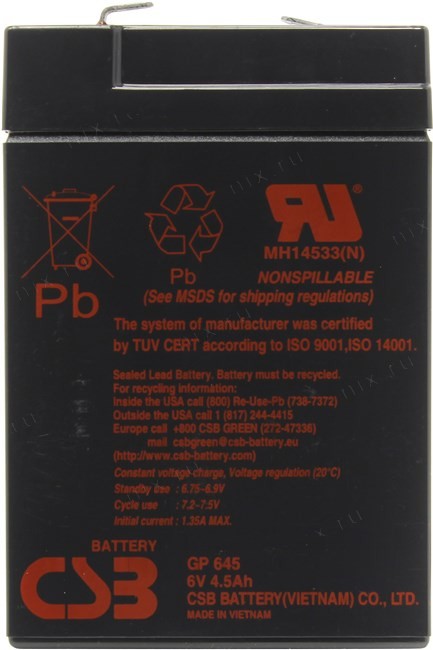 Pb
Pb
RU
MH14533(N)
NONSPILLABLE
(See MSDS for shipping regulations)
The system of manufacturer was certified
by TUV CERT according to ISO 9001,ISO 14001.
Sealed Lead Battery. Battery must be recycled.
For recycling information:
Inside the USA call (800) Re-Use-Pb (738-7372)
Outside the USA call 1 (817) 244-4415
Europe call +800 CSB GREEN (272-47336)
mail csbgreen@csb-battery.eu
(http://www.csb-battery.com)
Constant voltage charge, Voltage regulation (20°C)
Standby use : 6.75-6.9V
Cycle use : 7.2-7.5V
Initial current : 1.35A MAX.
BATTERY
CSB
GP 645
6V 4.5Ah
CSB BATTERY(VIETNAM) CO., LTD.
MADE IN VIETNAM